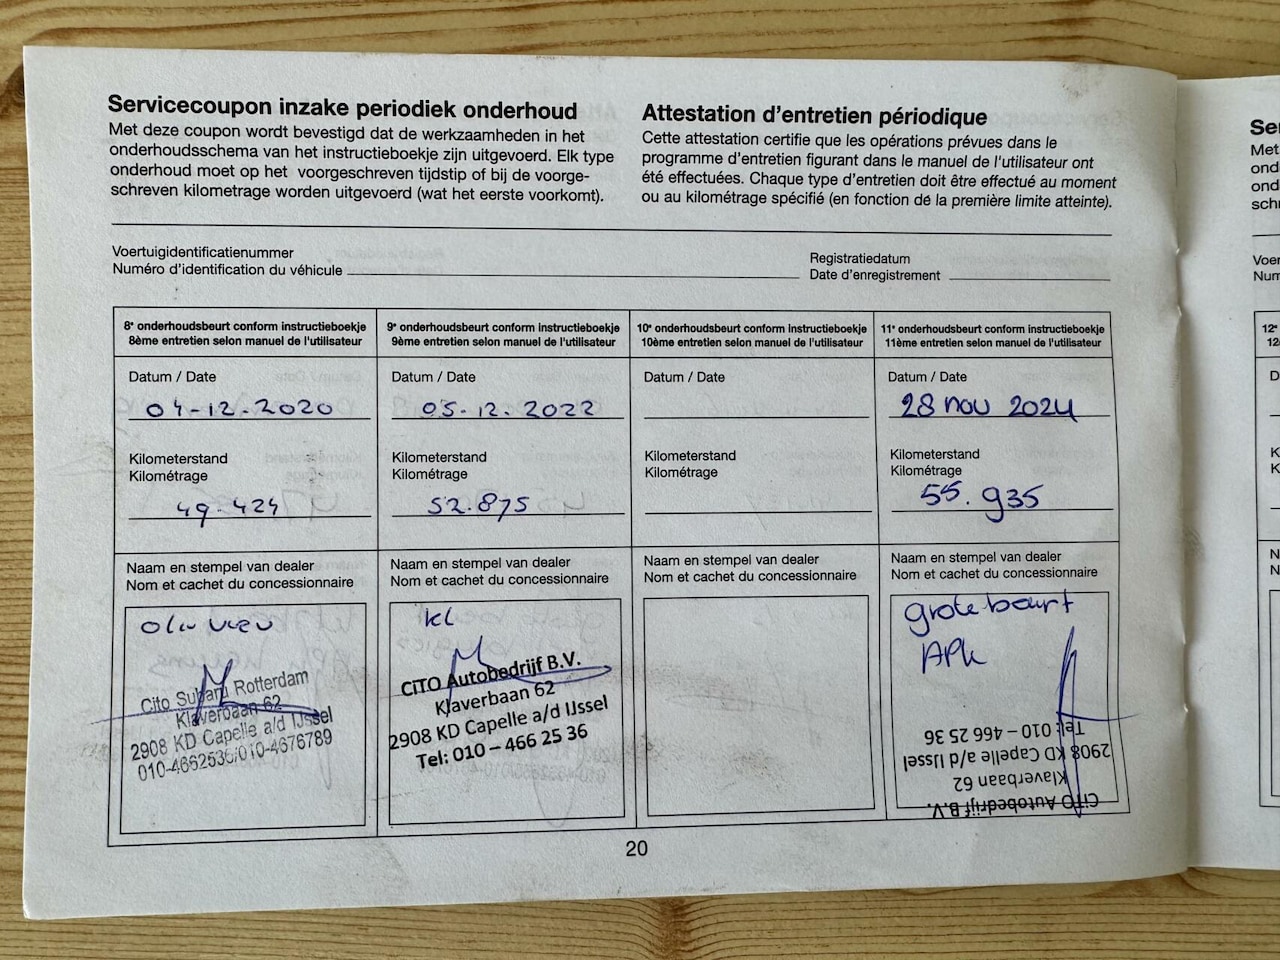 Servicecoupon inzake periodiek onderhoud
Met deze coupon wordt bevestigd dat de werkzaamheden in het
onderhoudsschema van het instructieboekje zijn uitgevoerd. Elk type
onderhoud moet op het voorgeschreven tijdstip of bij de voorge-
schreven kilometrage worden uitgevoerd (wat het eerste voorkomt).
Attestation d'entretien périodique
Cette attestation certifie que les opérations prévues dans le
programme d'entretien figurant dans le manuel de l'utilisateur ont
été effectuées. Chaque type d'entretien doit être effectué au moment
ou au kilométrage spécifié (en fonction de la première limite atteinte).
Voertuigidentificatienummer
Numéro d'identification du véhicule
Registratiedatum
Date d'enregistrement
8e onderhoudsbeurt conform instructieboekje
8ème entretien selon manuel de l'utilisateur
Datum / Date
04-12-2020
Kilometerstand
Kilométrage
49.424
Naam en stempel van dealer
Nom et cachet du concessionnaire
Cito Subaru Rotterdam
Klaverbaan 62
2908 KD Capelle a/d IJssel
010-4662536/010-4676789
9e onderhoudsbeurt conform instructieboekje
9ème entretien selon manuel de l'utilisateur
Datum / Date
05.12.2022
Kilometerstand
Kilométrage
52.875
Naam en stempel van dealer
Nom et cachet du concessionnaire
KL
CITO Autobedrijf B.V.
Klaverbaan 62
2908 KD Capelle a/d IJssel
Tel: 010 – 466 25 36
10e onderhoudsbeurt conform instructieboekje
10ème entretien selon manuel de l'utilisateur
Datum / Date
Kilometerstand
Kilométrage
Naam en stempel van dealer
Nom et cachet du concessionnaire
11e onderhoudsbeurt conform instructieboekje
11ème entretien selon manuel de l'utilisateur
Datum / Date
28 nov 2024
Kilometerstand
Kilométrage
55.935
Naam en stempel van dealer
Nom et cachet du concessionnaire
grote beurt
APK
CITO Autobedrijf B.V.
Klaverbaan 62
2908 KD Capelle a/d IJssel
Tel: 010 – 466 25 36
20
Met
12e